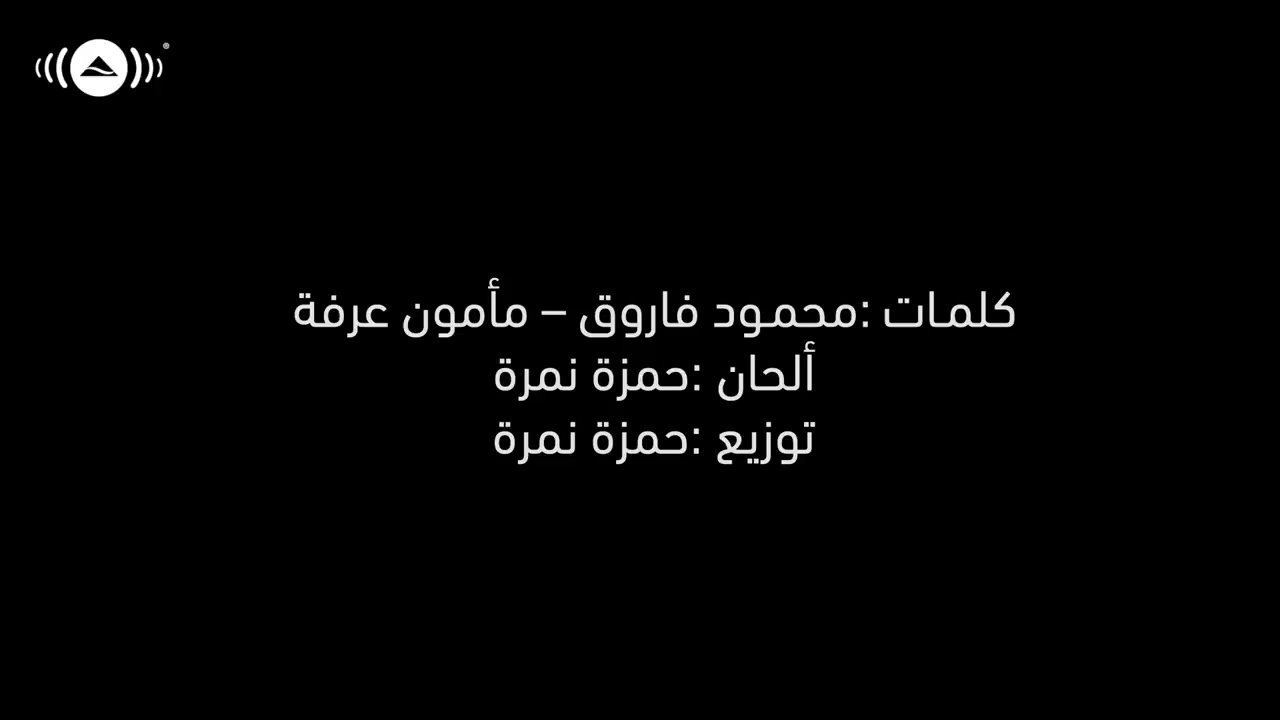 كلمات :محمود فاروق – مأمون عرفة
ألحان :حمزة نمرة
توزيع :حمزة نمرة